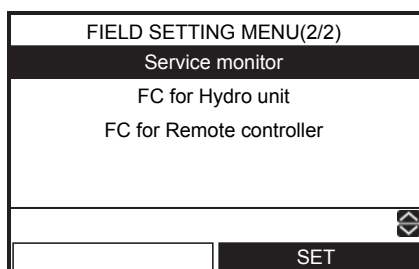 FIELD SETTING MENU(2/2)
Service monitor
FC for Hydro unit
FC for Remote controller
SET